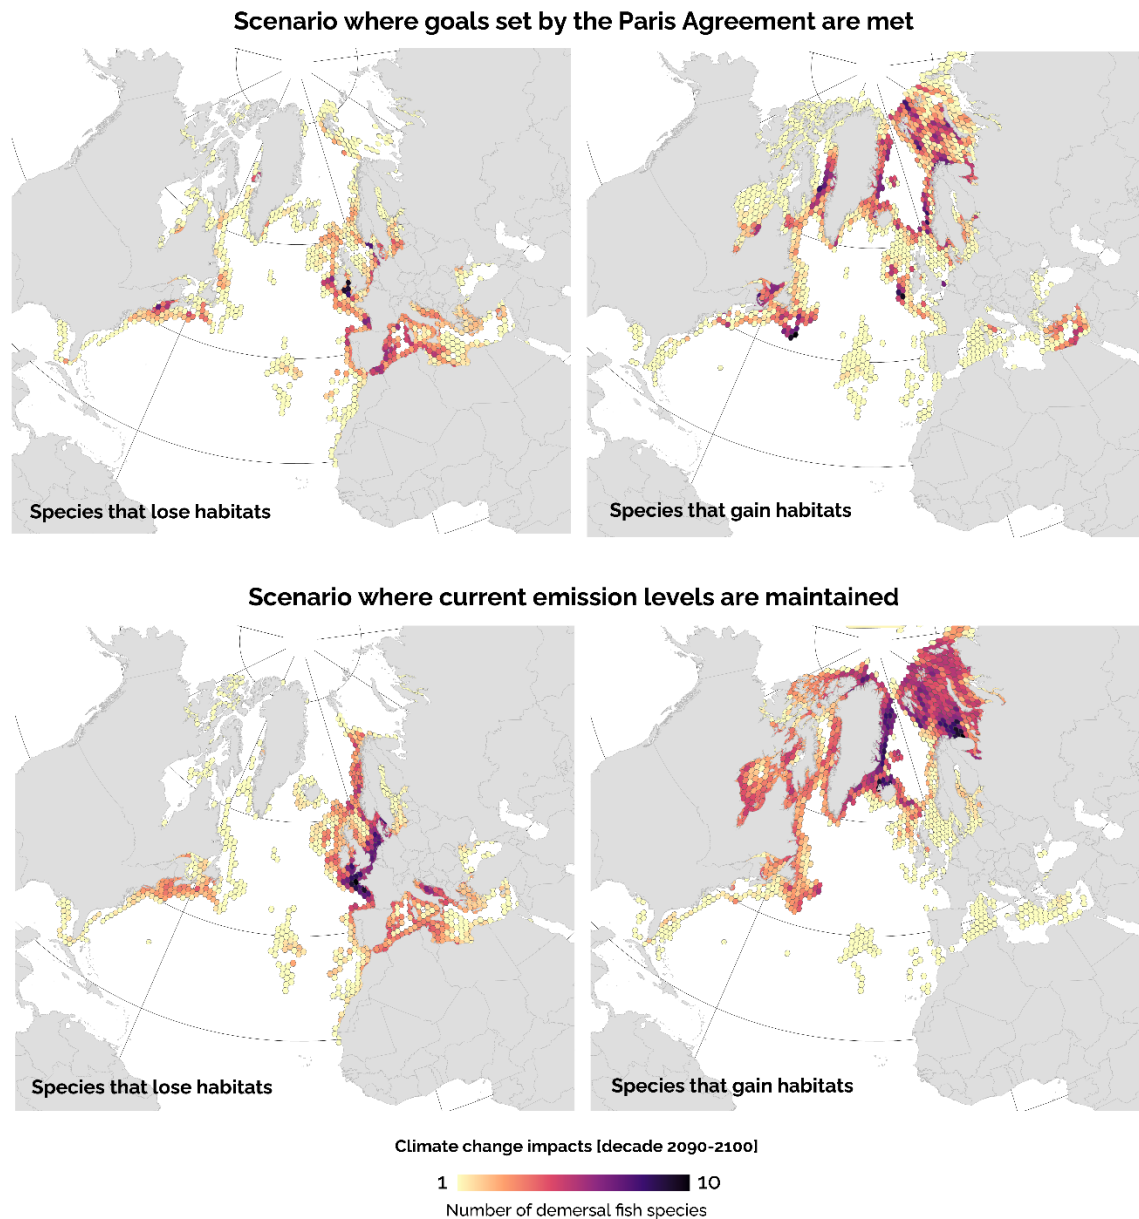 Scenario where goals set by the Paris Agreement are met
Species that lose habitats
Species that gain habitats
Scenario where current emission levels are maintained
Species that lose habitats
Species that gain habitats
Climate change impacts [decade 2090-2100]
1 10
Number of demersal fish species